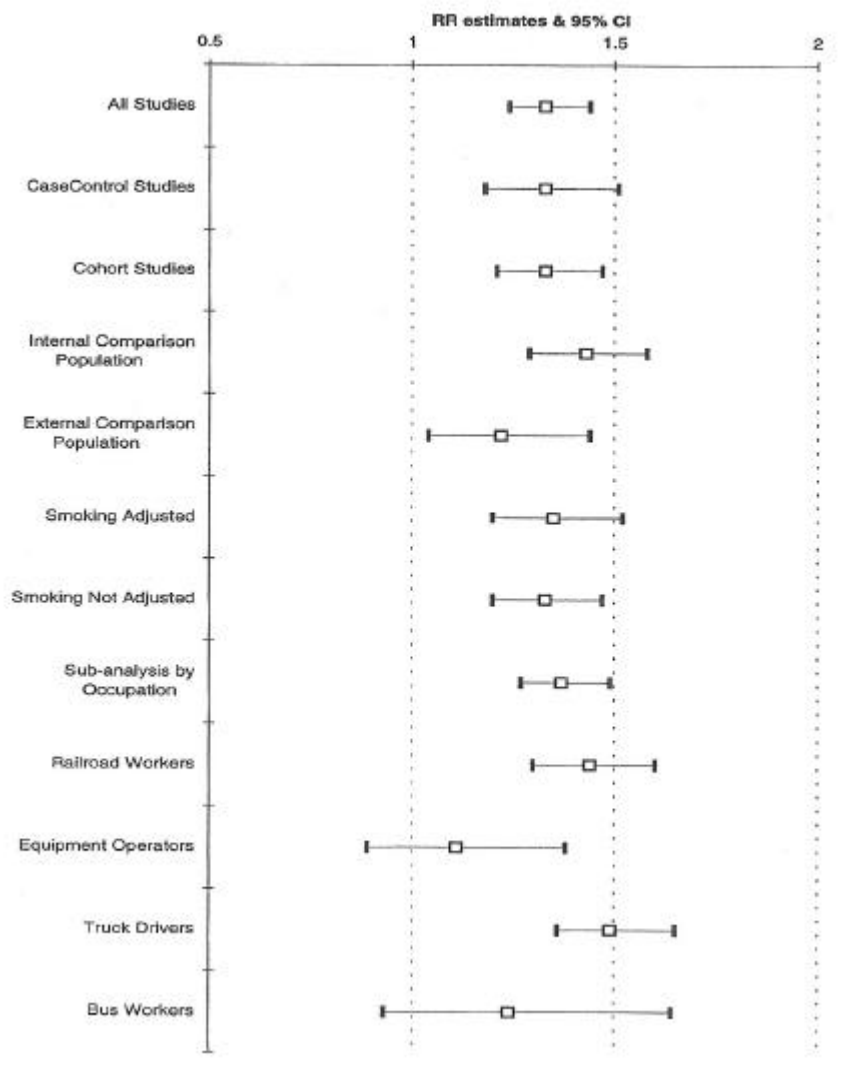 RR estimates & 95% CI
0.5 1 1.5 2
All Studies
CaseControl Studies
Cohort Studies
Internal Comparison
Population
External Comparison
Population
Smoking Adjusted
Smoking Not Adjusted
Sub-analysis by
Occupation
Railroad Workers
Equipment Operators
Truck Drivers
Bus Workers